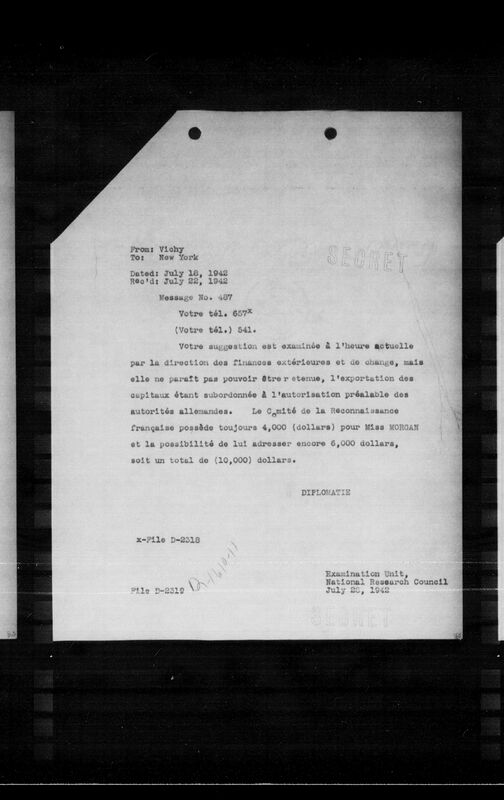 From: Vichy
To: New York
SECRET
Dated: July 18, 1942
Rec'd: July 22, 1942
Message No. 487
Votre tél. 637x
(Votre tél.) 541.
Votre suggestion est examinée à l'heure actuelle
par la direction des finances extérieures et de change, mais
elle ne paraît pas pouvoir être retenue, l'exportation des
capitaux étant subordonnée à l'autorisation préalable des
autorités allemandes. Le Comité de la Reconnaissance
française possède toujours 4,000 (dollars) pour Miss MORGAN
et la possibilité de lui adresser encore 6,000 dollars,
soit un total de (10,000) dollars.
DIPLOMATIE
x-File D-2318
Examination Unit,
National Research Council
File D-2319
July 28, 1942
SECRET